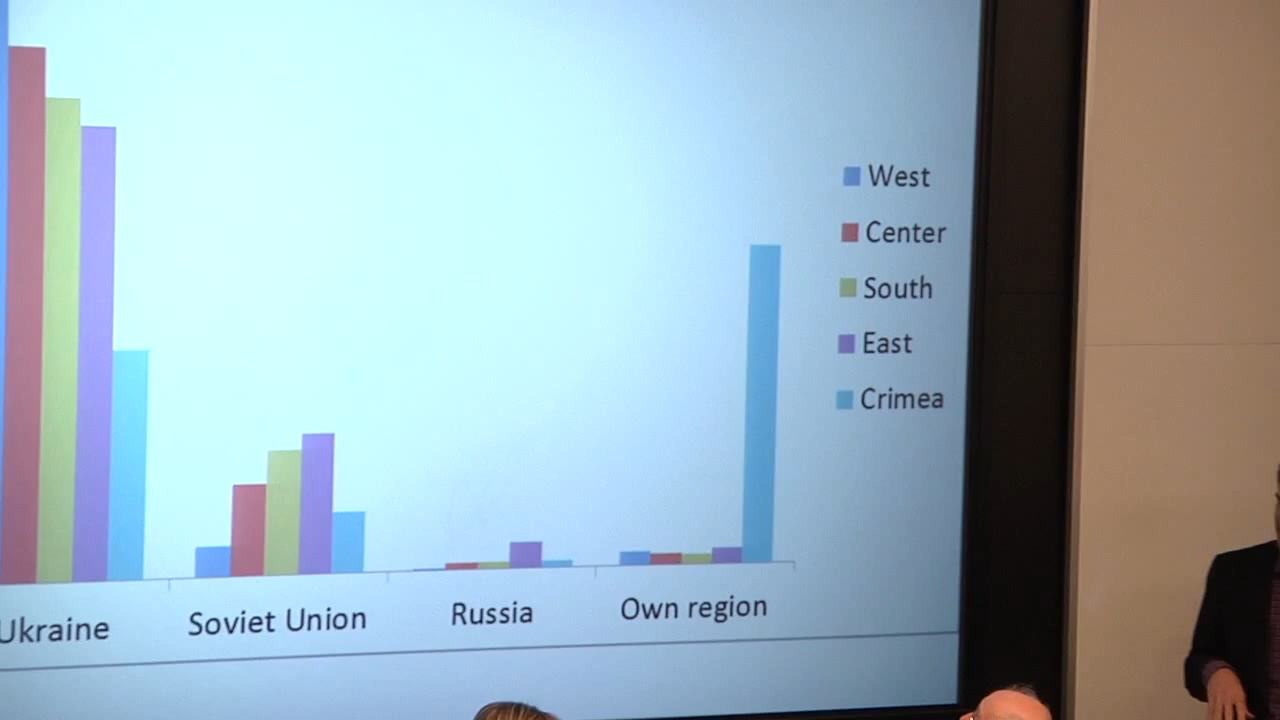 West
Center
South
East
Crimea
Ukraine
Soviet Union
Russia
Own region